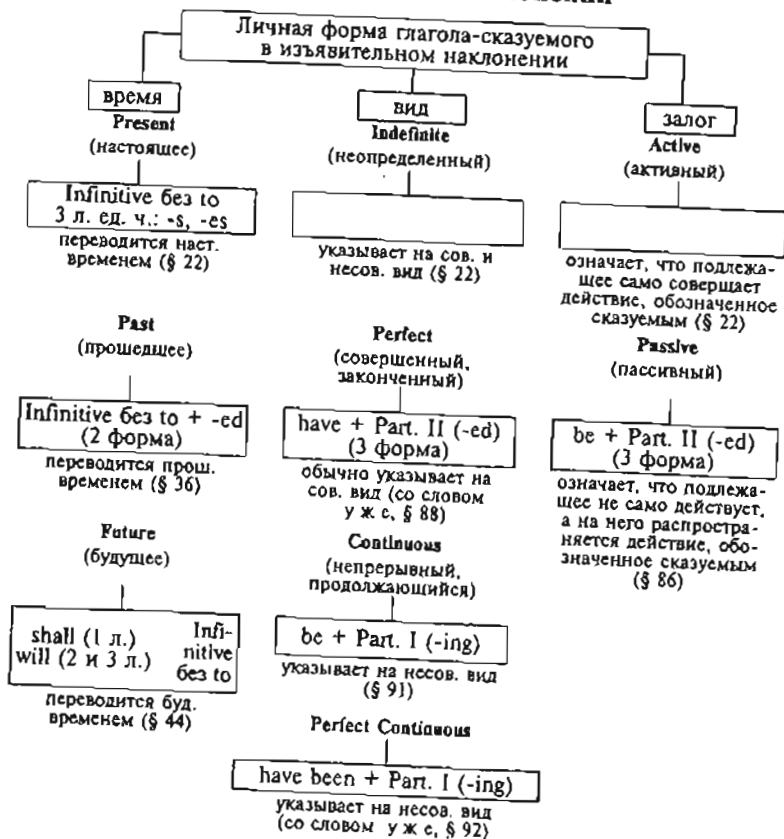 Личная форма глагола-сказуемого
в изъявительном наклонении
время
Present
(настоящее)
Infinitive без to
3 л. ед. ч.: -s, -es
переводится наст.
временем (§ 22)
Past
(прошедшее)
Infinitive без to + -ed
(2 форма)
переводится прош.
временем (§ 36)
Future
(будущее)
shall (1 л.)
will (2 и 3 л.)
Infi-
nitive
без to
переводится буд.
временем (§ 44)
вид
Indefinite
(неопределенный)
указывает на сов. и
несов. вид (§ 22)
Perfect
(совершенный,
законченный)
have + Part. II (-ed)
(3 форма)
обычно указывает на
сов. вид (со словом
у ж е, § 88)
Continuous
(непрерывный,
продолжающийся)
be + Part. I (-ing)
указывает на несов. вид
(§ 91)
Perfect Continuous
have been + Part. I (-ing)
указывает на несов. вид
(со словом у ж е, § 92)
залог
Active
(активный)
означает, что подлежа-
щее само совершает
действие, обозначенное
сказуемым (§ 22)
Passive
(пассивный)
be + Part. II (-ed)
(3 форма)
означает, что подлежа-
щее не само действует,
а на него распростра-
няется действие, обо-
значенное сказуемым
(§ 86)